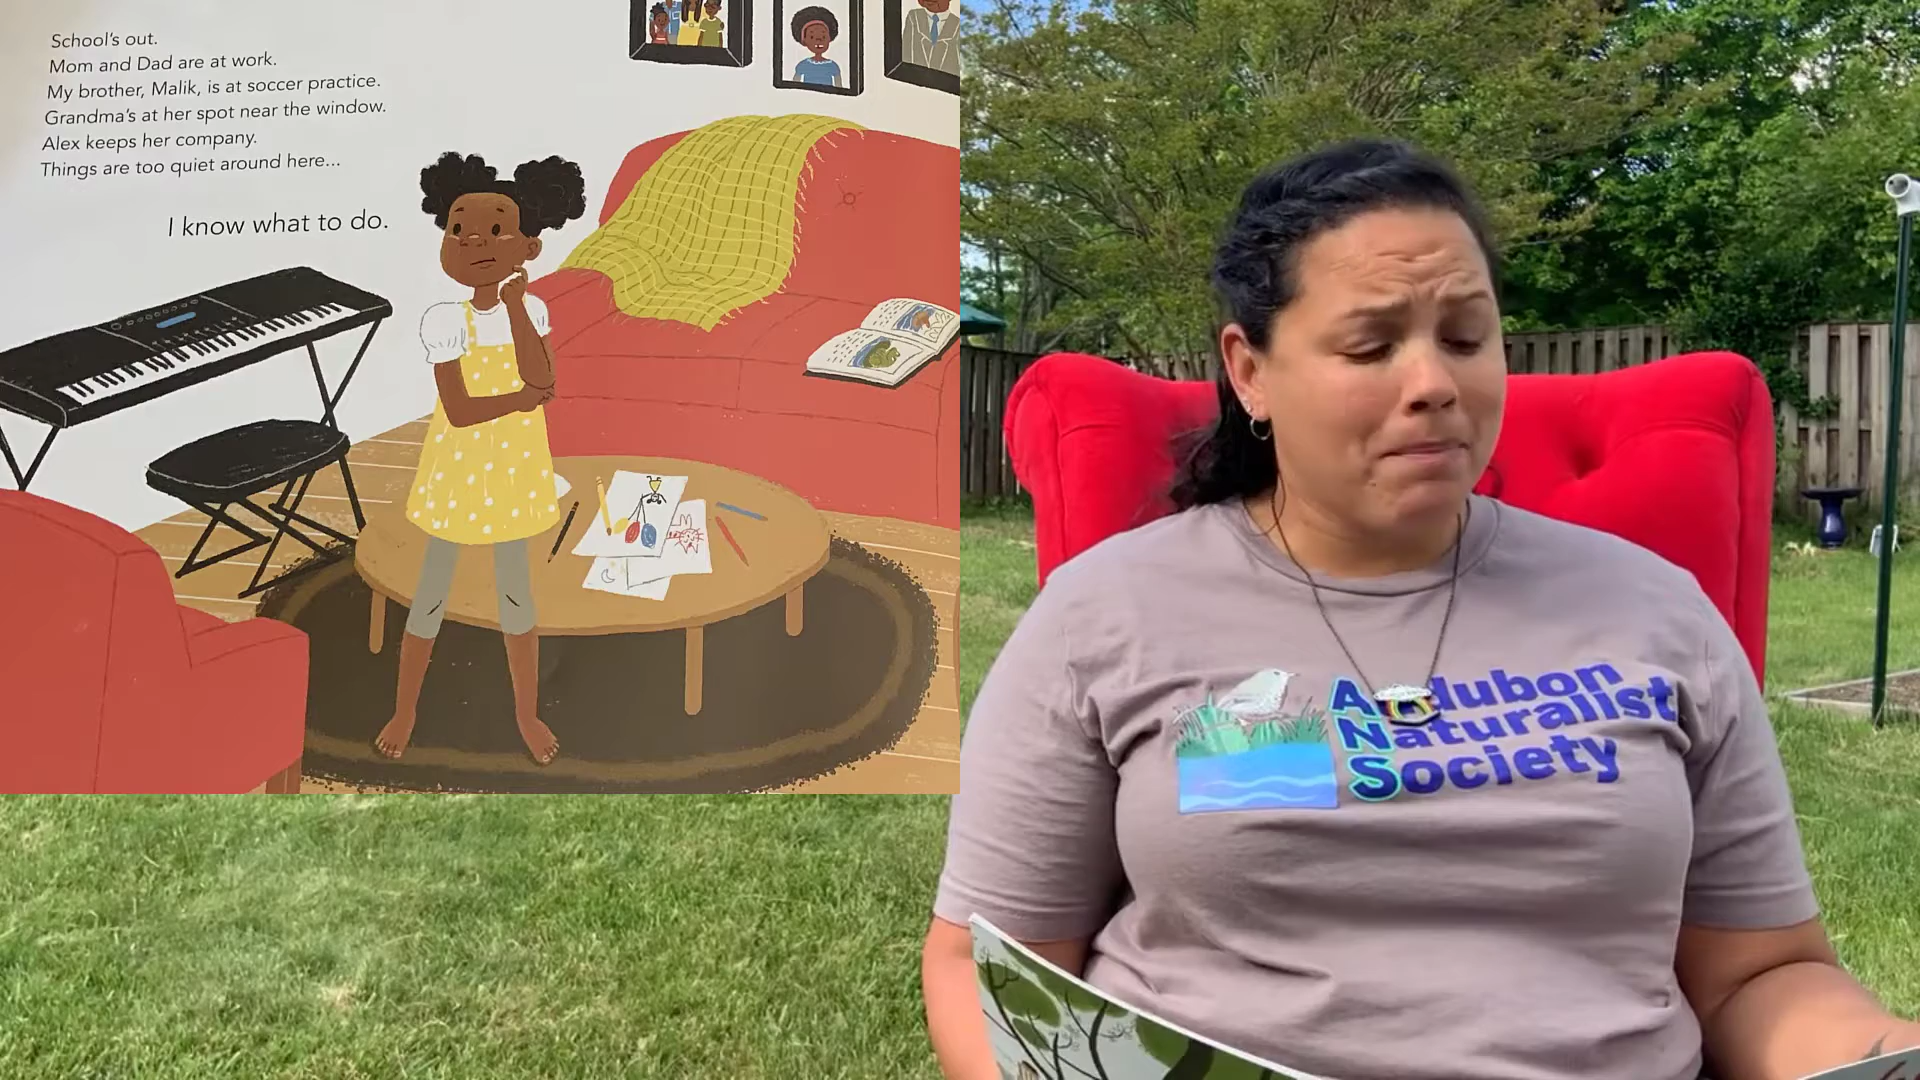 School's out.
Mom and Dad are at work.
My brother, Malik, is at soccer practice.
Grandma's at her spot near the window.
Alex keeps her company.
Things are too quiet around here...
I know what to do.
Audubon
Naturalist
Society